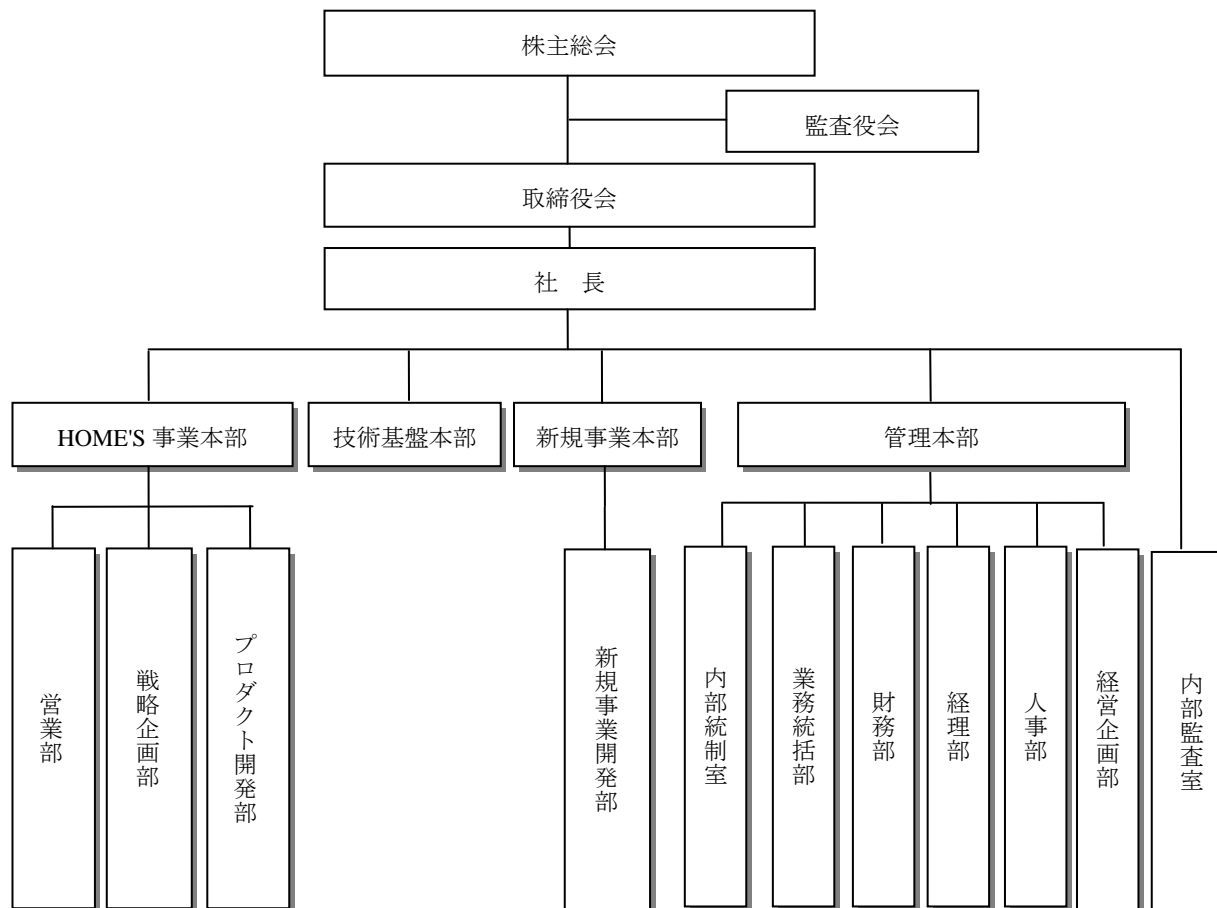 株主総会
監査役会
取締役会
社　長
HOME'S 事業本部
技術基盤本部
新規事業本部
管理本部
営業部
戦略企画部
プロダクト開発部
新規事業開発部
内部統制室
業務統括部
財務部
経理部
人事部
経営企画部
内部監査室